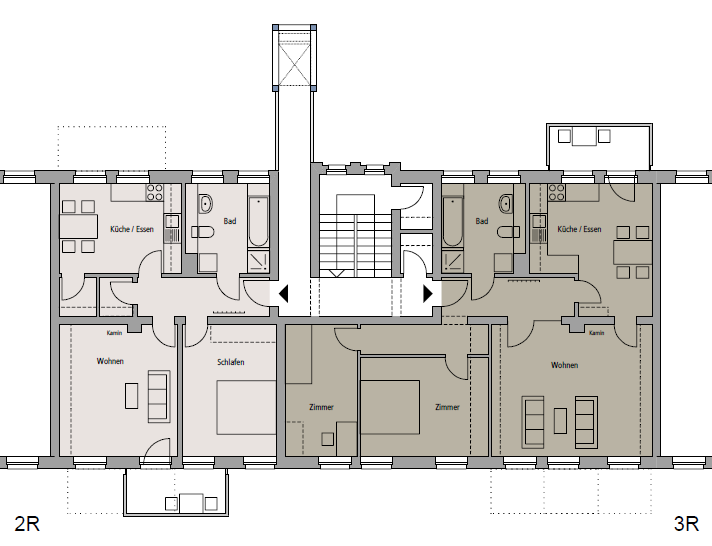 Küche / Essen
Bad
Bad
Küche / Essen
Kamin
Kamin
Wohnen
Schlafen
Wohnen
Zimmer
Zimmer
2R
3R